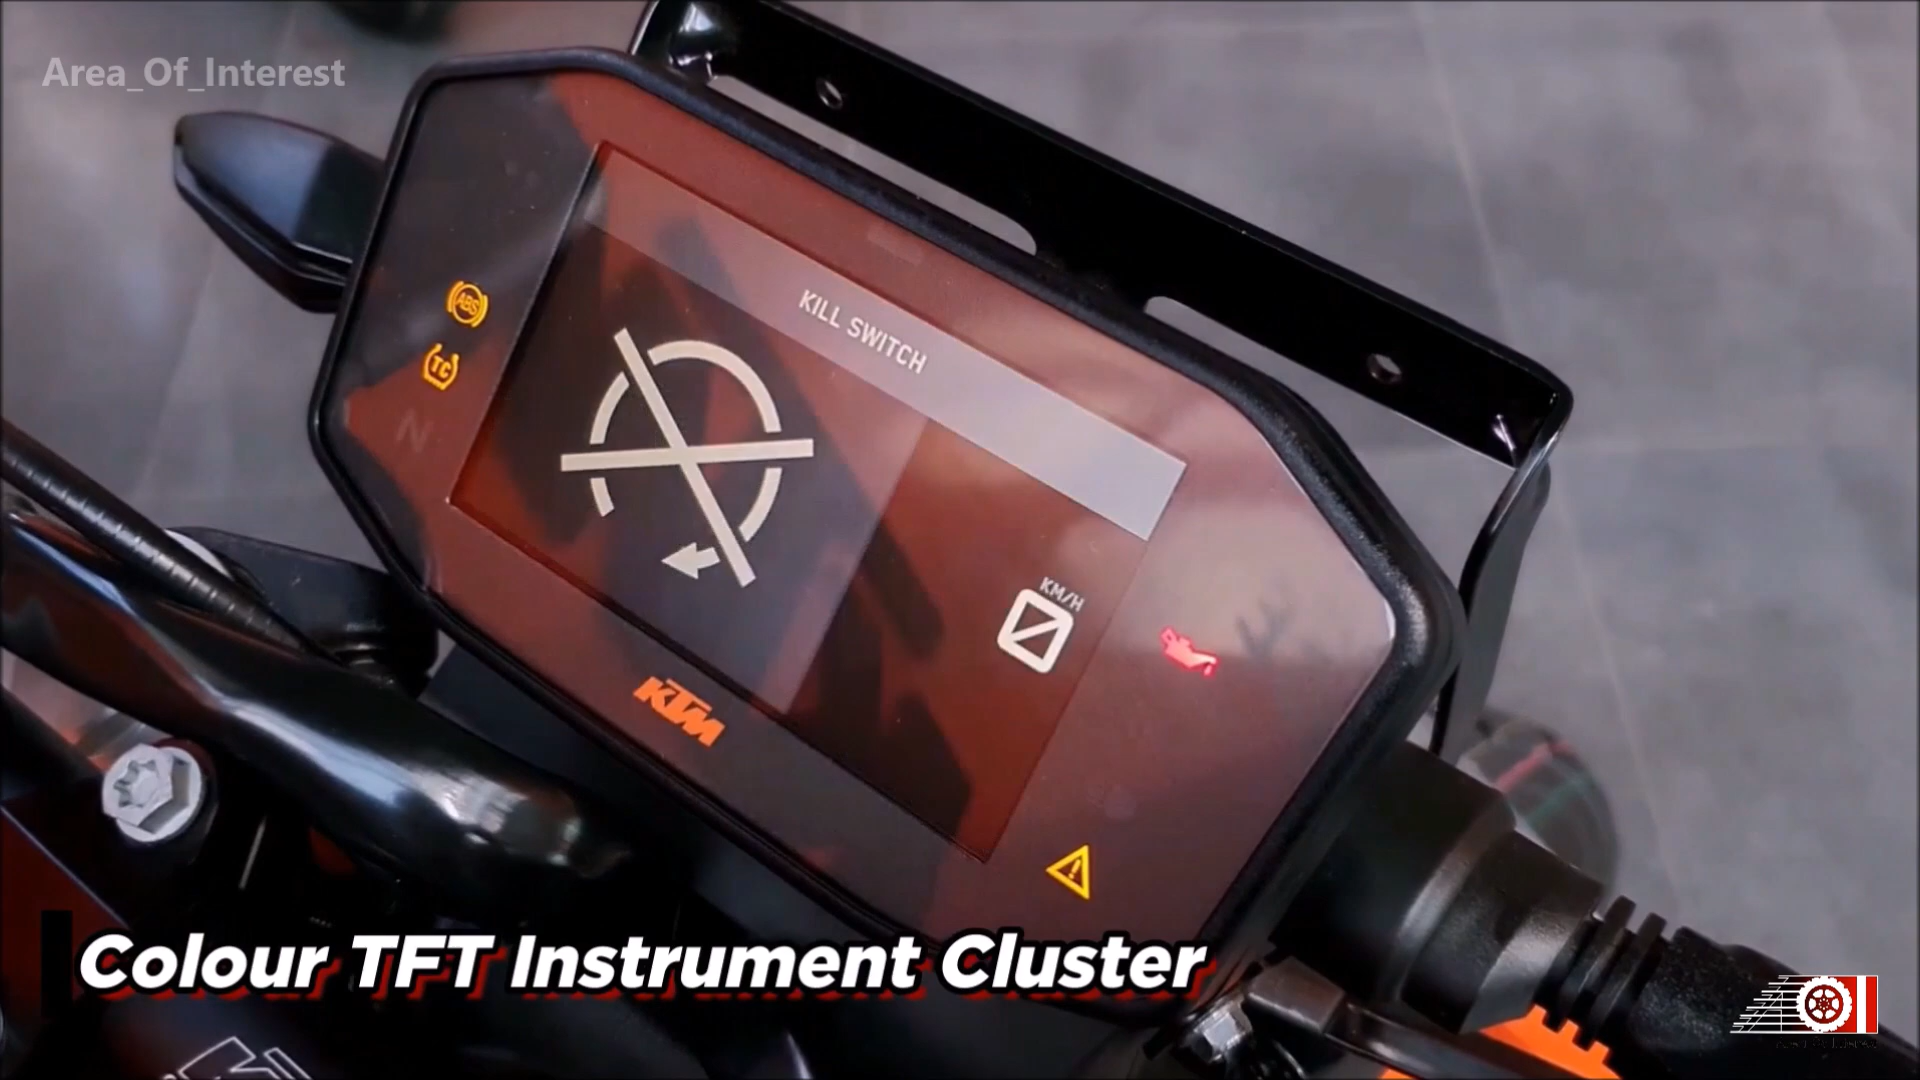 Area_Of_Interest
KILL SWITCH
ABS
TC
N
KM/H
KTM
Colour TFT Instrument Cluster